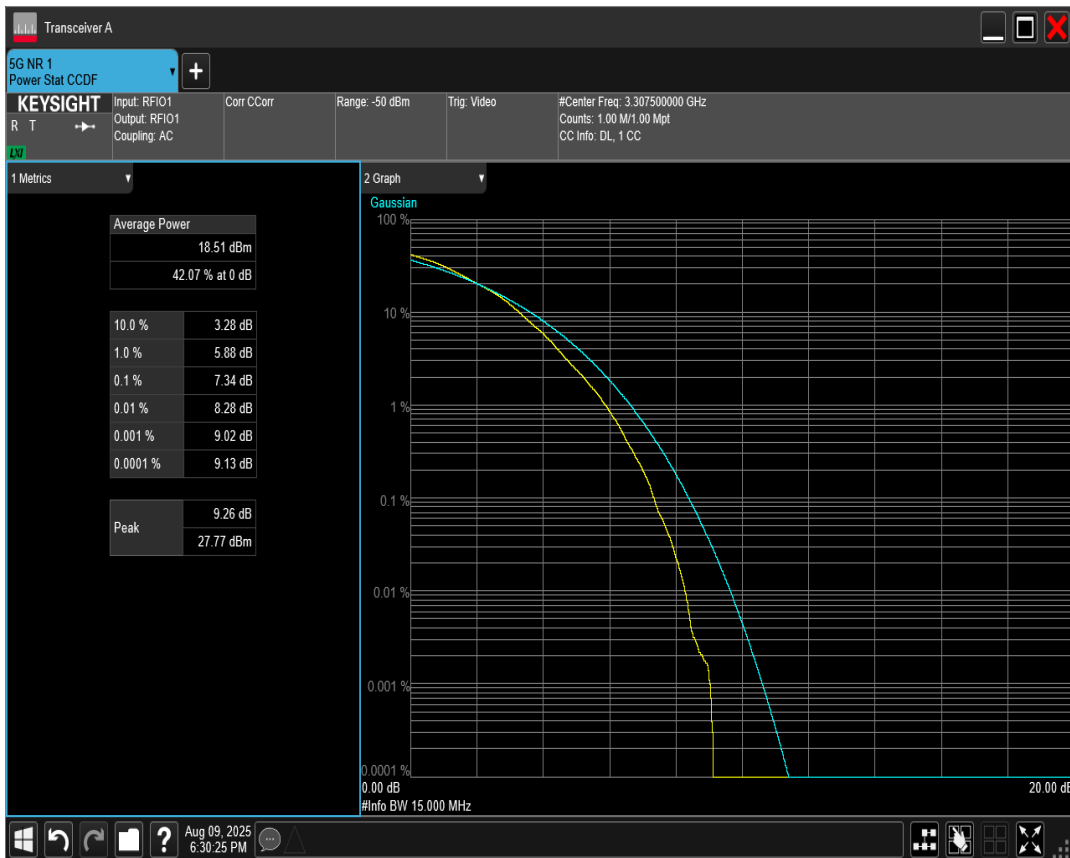 Transceiver A
5G NR 1
Power Stat CCDF
KEYSIGHT
R T
LXI
Input: RFIO1
Output: RFIO1
Coupling: AC
Corr CCorr
Range: -50 dBm
Trig: Video
#Center Freq: 3.307500000 GHz
Counts: 1.00 M/1.00 Mpt
CC Info: DL, 1 CC
1 Metrics
Average Power
18.51 dBm
42.07 % at 0 dB
10.0 % 3.28 dB
1.0 % 5.88 dB
0.1 % 7.34 dB
0.01 % 8.28 dB
0.001 % 9.02 dB
0.0001 % 9.13 dB
Peak
9.26 dB
27.77 dBm
2 Graph
Gaussian
100 %
10 %
1 %
0.1 %
0.01 %
0.001 %
0.0001 %
0.00 dB
20.00 dB
#Info BW 15.000 MHz
?
Aug 09, 2025
6:30:25 PM